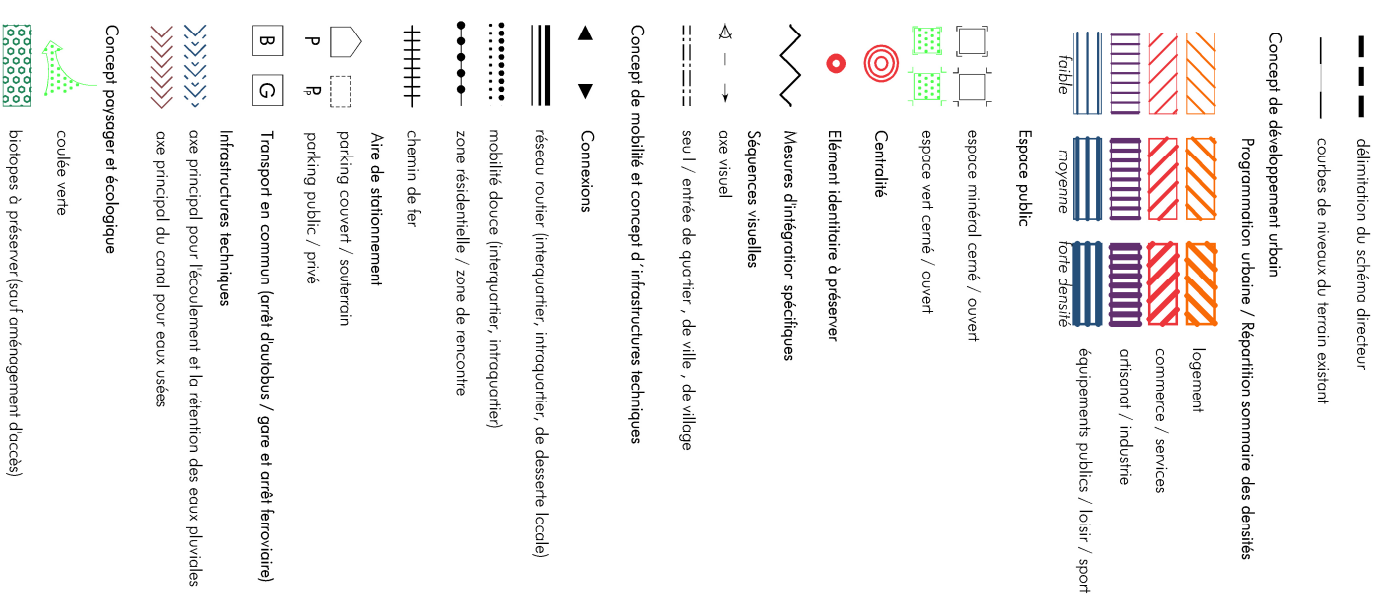 délimitation du schéma directeur
courbes de niveaux du terrain existant
Concept de développement urbain
Programmation urbaine / Répartition sommaire des densités
logement
commerce / services
artisanat / industrie
faible moyenne forte densité
équipements publics / loisir / sport
Espace public
espace minéral cerné / ouvert
espace vert cerné / ouvert
Centralité
Elément identitaire à préserver
Mesures d'intégration spécifiques
Séquences visuelles
axe visuel
seuil / entrée de quartier , de ville , de village
Concept de mobilité et concept d´infrastructures techniques
Connexions
réseau routier (interquartier, intraquartier, de desserte locale)
mobilité douce (interquartier, intraquartier)
zone résidentielle / zone de rencontre
chemin de fer
Aire de stationnement
parking couvert / souterrain
P Pp parking public / privé
B G Transport en commun (arrêt d'autobus / gare et arrêt ferroviaire)
Infrastructures techniques
axe principal pour l'écoulement et la rétention des eaux pluviales
axe principal du canal pour eaux usées
Concept paysager et écologique
coulée verte
biotopes à préserver(sauf aménagement d'accès)